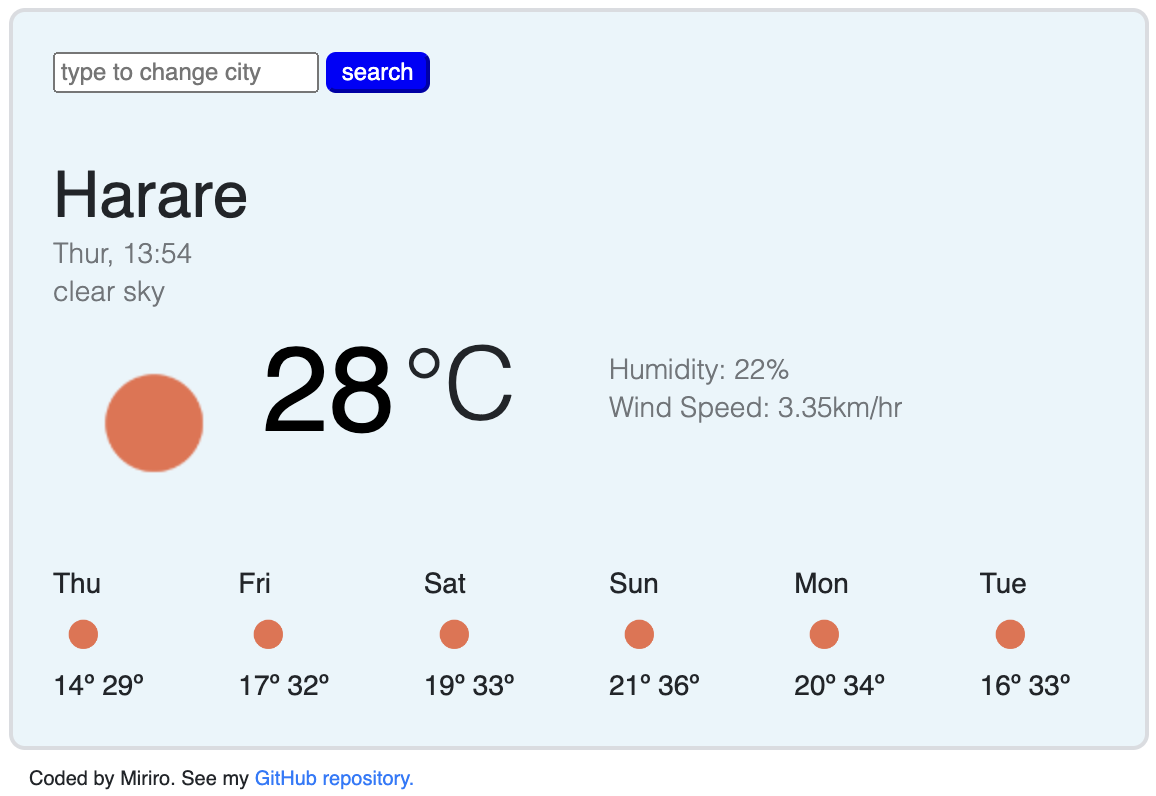 type to change city search
Harare
Thur, 13:54
clear sky
28 °C
Humidity: 22%
Wind Speed: 3.35km/hr
Thu Fri Sat Sun Mon Tue
14º 29º 17º 32º 19º 33º 21º 36º 20º 34º 16º 33º
Coded by Miriro. See my GitHub repository.